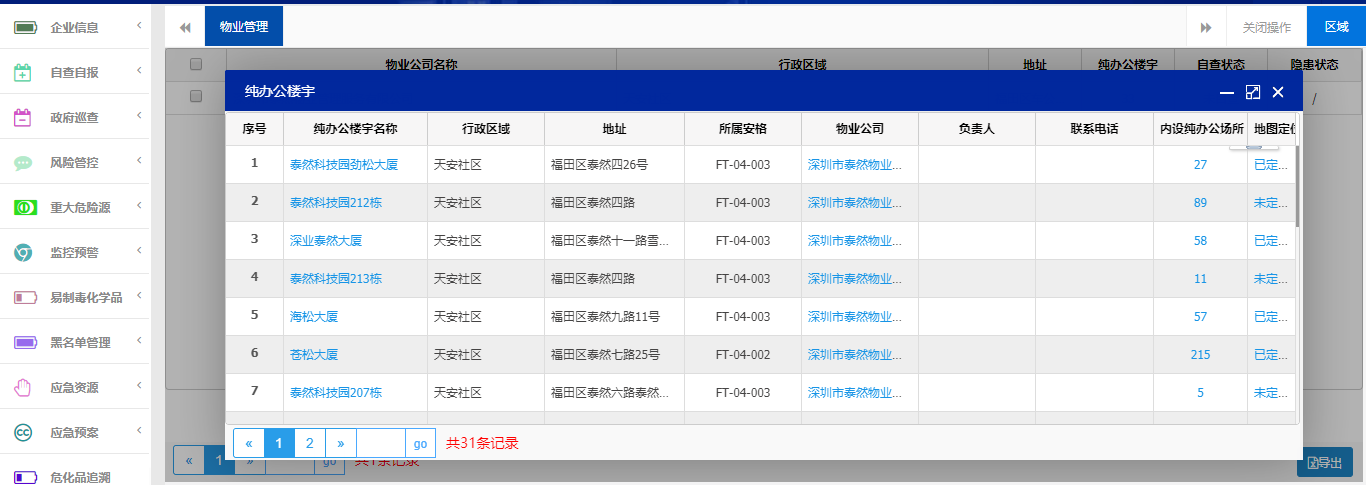 企业信息
自查自报
政府巡查
风险管控
重大危险源
监控预警
易制毒化学品
黑名单管理
应急资源
应急预案
危化品追溯
物业管理 关闭操作 区域
物业公司名称 行政区域 地址 纯办公楼宇 自查状态 隐患状态
/
纯办公楼宇
序号 纯办公楼宇名称 行政区域 地址 所属安格 物业公司 负责人 联系电话 内设纯办公场所 地图定位
1 泰然科技园劲松大厦 天安社区 福田区泰然四26号 FT-04-003 深圳市泰然物业... 27 已定...
2 泰然科技园212栋 天安社区 福田区泰然四路 FT-04-003 深圳市泰然物业... 89 未定...
3 深业泰然大厦 天安社区 福田区泰然十一路雪... FT-04-003 深圳市泰然物业... 58 已定...
4 泰然科技园213栋 天安社区 福田区泰然四路 FT-04-003 深圳市泰然物业... 11 未定...
5 海松大厦 天安社区 福田区泰然九路11号 FT-04-003 深圳市泰然物业... 57 已定...
6 苍松大厦 天安社区 福田区泰然七路25号 FT-04-002 深圳市泰然物业... 215 已定...
7 泰然科技园207栋 天安社区 福田区泰然六路泰然... FT-04-003 深圳市泰然物业... 5 未定...
« 1 2 » go 共31条记录
« 1 » go 共1条记录
导出